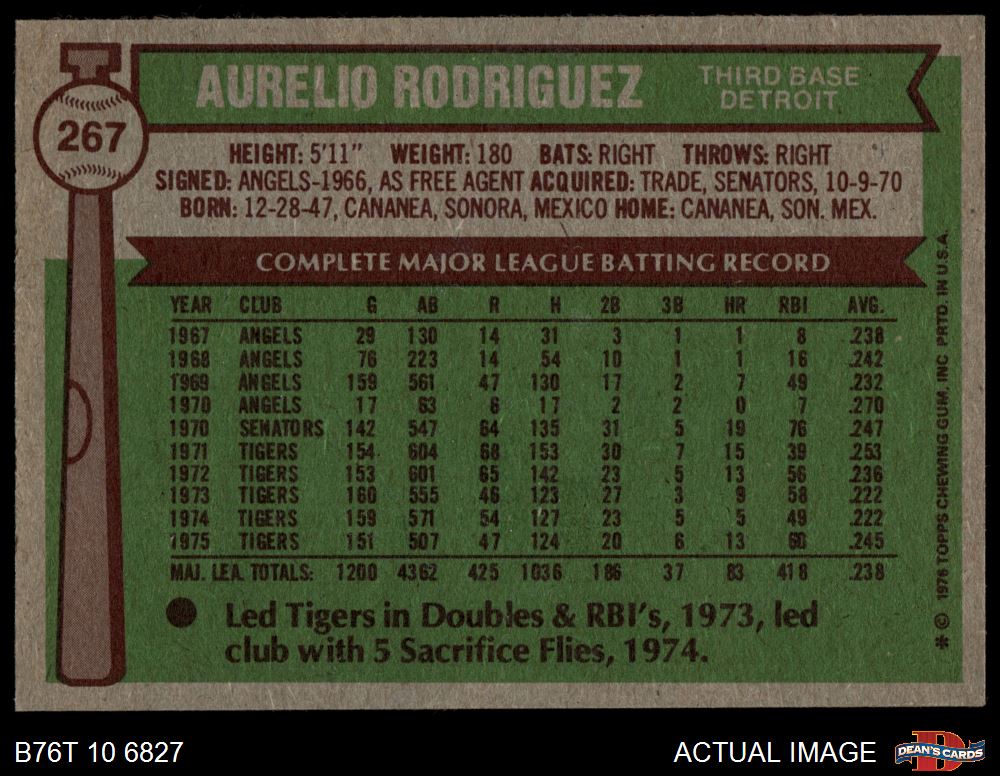 AURELIO RODRIGUEZ
THIRD BASE
DETROIT
267
HEIGHT: 5'11" WEIGHT: 180 BATS: RIGHT THROWS: RIGHT
SIGNED: ANGELS-1966, AS FREE AGENT ACQUIRED: TRADE, SENATORS, 10-9-70
BORN: 12-28-47, CANANEA, SONORA, MEXICO HOME: CANANEA, SON. MEX.
COMPLETE MAJOR LEAGUE BATTING RECORD
YEAR CLUB G AB R H 2B 3B HR RBI AVG.
1967 ANGELS 29 130 14 31 3 1 1 8 .238
1968 ANGELS 76 223 14 54 10 1 1 16 .242
1969 ANGELS 159 561 47 130 17 2 7 49 .232
1970 ANGELS 17 63 6 17 2 2 0 7 .270
1970 SENATORS 142 547 64 135 31 5 19 76 .247
1971 TIGERS 154 604 68 153 30 7 15 39 .253
1972 TIGERS 153 601 65 142 23 5 13 56 .236
1973 TIGERS 160 555 46 123 27 3 9 58 .222
1974 TIGERS 159 571 54 127 23 5 5 49 .222
1975 TIGERS 151 507 47 124 20 6 13 60 .245
MAJ. LEA. TOTALS: 1200 4362 425 1036 186 37 83 418 .238
● Led Tigers in Doubles & RBI's, 1973, led
club with 5 Sacrifice Flies, 1974.
* © 1976 TOPPS CHEWING GUM, INC. PRTD. IN U.S.A.
B76T 10 6827
ACTUAL IMAGE
DEAN'S CARDS